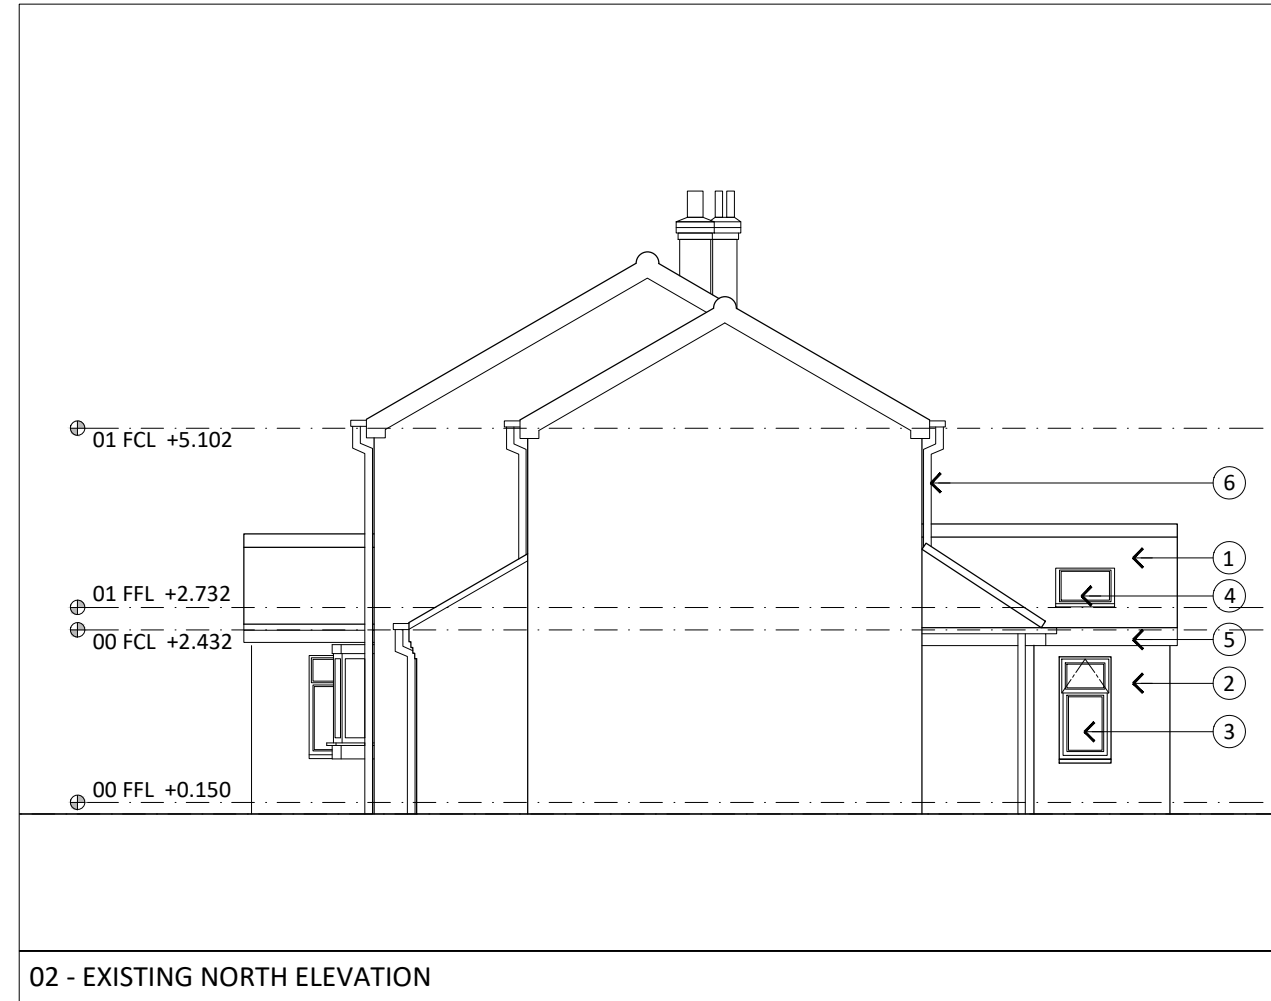 01 FCL +5.102
6
1
01 FFL +2.732
4
00 FCL +2.432
5
2
3
00 FFL +0.150
02 - EXISTING NORTH ELEVATION